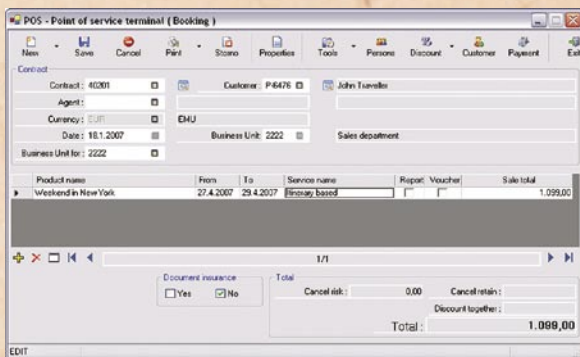 POS - Point of service terminal ( Booking )
New Save Cancel Print Storno Properties Tools Persons Discount Customer Payment Exit
Contract
Contract : 40201 Customer : P-6476 John Traveller
Agent :
Currency : EUR EMU
Date : 18.1.2007 Business Unit: 2222 Sales department
Business Unit for : 2222
Product name From To Service name Report Voucher Sale total
Weekend in New York 27.4.2007 29.4.2007 Itinerary based 1.099,00
1/1
Document insurance Total
Yes No Cancel risk : 0,00 Cancel retain :
Discount together :
Total : 1.098,00
EDIT